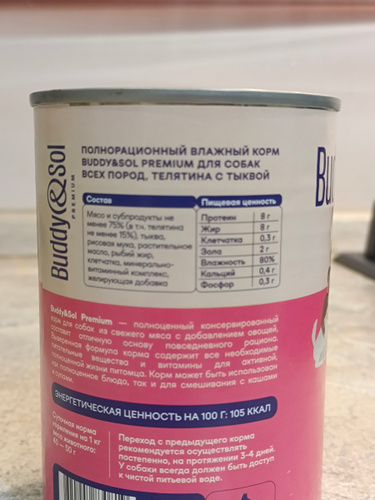 Buddy&Sol
PREMIUM
ПОЛНОРАЦИОННЫЙ ВЛАЖНЫЙ КОРМ
BUDDY&SOL PREMIUM ДЛЯ СОБАК
ВСЕХ ПОРОД, ТЕЛЯТИНА С ТЫКВОЙ
Состав
Мясо и субпродукты не
менее 75% (в т.ч. телятина
не менее 15%), тыква,
рисовая мука, растительное
масло, рыбий жир,
клетчатка, минерально-
витаминный комплекс,
желирующая добавка
Пищевая ценность
Протеин 8 г
Жир 8 г
Клетчатка 0,3 г
Зола 2 г
Влажность 80%
Кальций 0,4 г
Фосфор 0,3 г
Bud
Buddy&Sol Premium — полноценный консервированный
корм для собак из свежего мяса с добавлением овощей,
составит отличную основу повседневного рациона.
Выверенная формула корма содержит все необходимые
питательные вещества и витамины для активной,
жизни питомца. Корм может быть использован
как полноценное блюдо, так и для смешивания с кашами
и супами.
ЭНЕРГЕТИЧЕСКАЯ ЦЕННОСТЬ НА 100 Г: 105 ККАЛ
Суточная норма
кормления на 1 кг
веса животного:
40 – 50 г
Переход с предыдущего корма
рекомендуется осуществлять
постепенно, на протяжении 3-4 дней.
У собаки всегда должен быть доступ
к чистой питьевой воде.